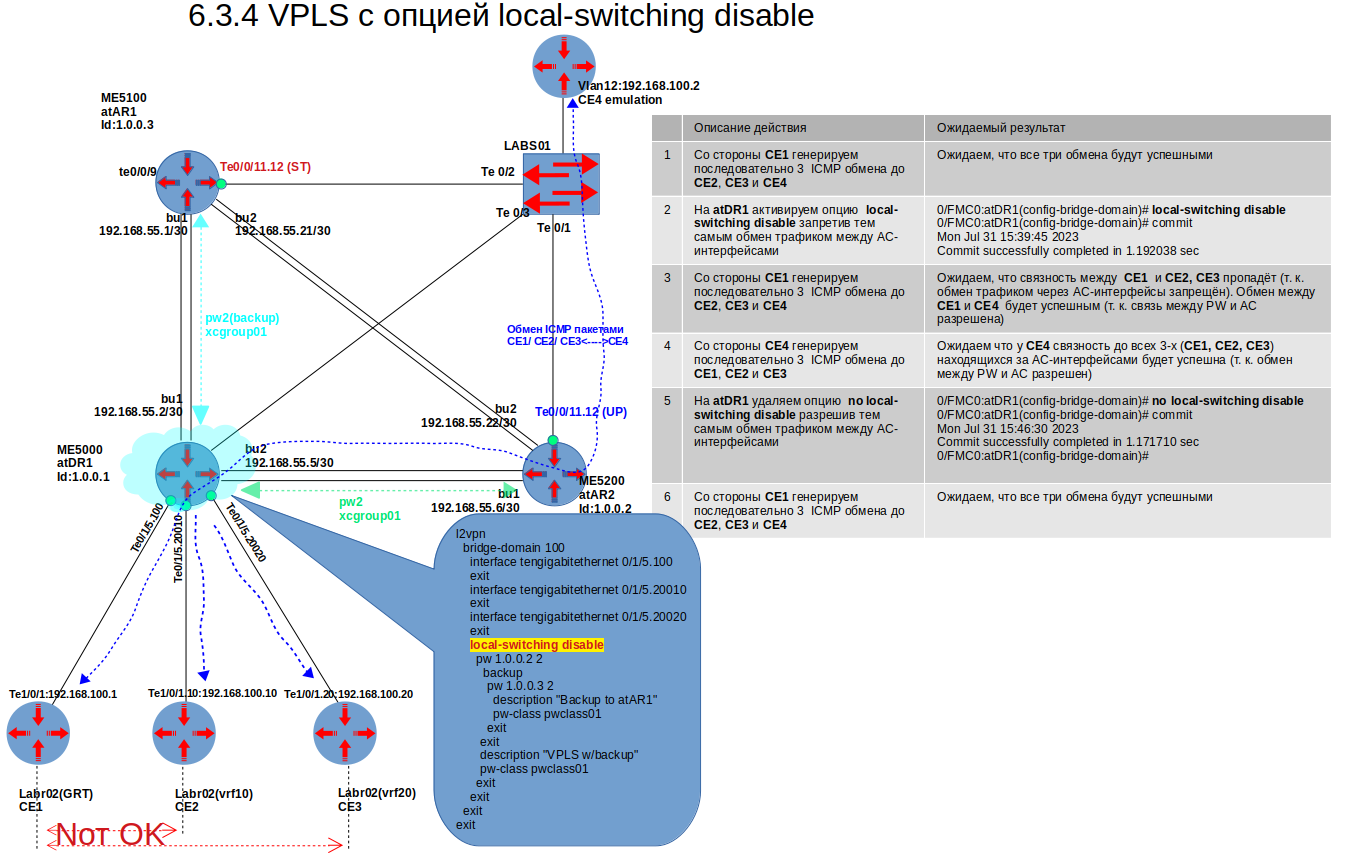 6.3.4 VPLS с опцией local-switching disable
Vlan12:192.168.100.2
CE4 emulation
ME5100
atAR1
Id:1.0.0.3
LABS01
te0/0/9
Te0/0/11.12 (ST)
Te 0/2
Te 0/3
Te 0/1
bu1
192.168.55.1/30
bu2
192.168.55.21/30
pw2(backup)
xcgroup01
Обмен ICMP пакетами
CE1/ CE2/ CE3<---->CE4
bu1
192.168.55.2/30
bu2
192.168.55.22/30
Te0/0/11.12 (UP)
ME5000
atDR1
Id:1.0.0.1
bu2
192.168.55.5/30
ME5200
atAR2
Id:1.0.0.2
bu1
192.168.55.6/30
pw2
xcgroup01
Te0/1/5.100
Te0/1/5.20010
Te0/1/5.20020
l2vpn
bridge-domain 100
interface tengigabitethernet 0/1/5.100
exit
interface tengigabitethernet 0/1/5.20010
exit
interface tengigabitethernet 0/1/5.20020
exit
local-switching disable
pw 1.0.0.2 2
backup
pw 1.0.0.3 2
description "Backup to atAR1"
pw-class pwclass01
exit
exit
description "VPLS w/backup"
pw-class pwclass01
exit
exit
exit
exit
Te1/0/1:192.168.100.1
Te1/0/1.10:192.168.100.10
Te1/0/1.20:192.168.100.20
Labr02(GRT)
CE1
Labr02(vrf10)
CE2
Labr02(vrf20)
CE3
Nот OK
Описание действия
Ожидаемый результат
1
Со стороны CE1 генерируем
последовательно 3 ICMP обмена до
CE2, CE3 и CE4
Ожидаем, что все три обмена будут успешными
2
На atDR1 активируем опцию local-
switching disable запретив тем
самым обмен трафиком между АС-
интерфейсами
0/FMC0:atDR1(config-bridge-domain)# local-switching disable
0/FMC0:atDR1(config-bridge-domain)# commit
Mon Jul 31 15:39:45 2023
Commit successfully completed in 1.192038 sec
3
Со стороны CE1 генерируем
последовательно 3 ICMP обмена до
CE2, CE3 и CE4
Ожидаем, что связность между CE1 и CE2, CE3 пропадёт (т. к.
обмен трафиком через АС-интерфейсы запрещён). Обмен между
CE1 и CE4 будет успешным (т. к. связь между PW и АС
разрешена)
4
Со стороны CE4 генерируем
последовательно 3 ICMP обмена до
CE1, CE2 и CE3
Ожидаем что у CE4 связность до всех 3-х (CE1, CE2, CE3)
находящихся за АС-интерфейсами будет успешна (т. к. обмен
между PW и АС разрешен)
5
На atDR1 удаляем опцию no local-
switching disable разрешив тем
самым обмен трафиком между АС-
интерфейсами
0/FMC0:atDR1(config-bridge-domain)# no local-switching disable
0/FMC0:atDR1(config-bridge-domain)# commit
Mon Jul 31 15:46:30 2023
Commit successfully completed in 1.171710 sec
0/FMC0:atDR1(config-bridge-domain)#
6
Со стороны CE1 генерируем
последовательно 3 ICMP обмена до
CE2, CE3 и CE4
Ожидаем, что все три обмена будут успешными